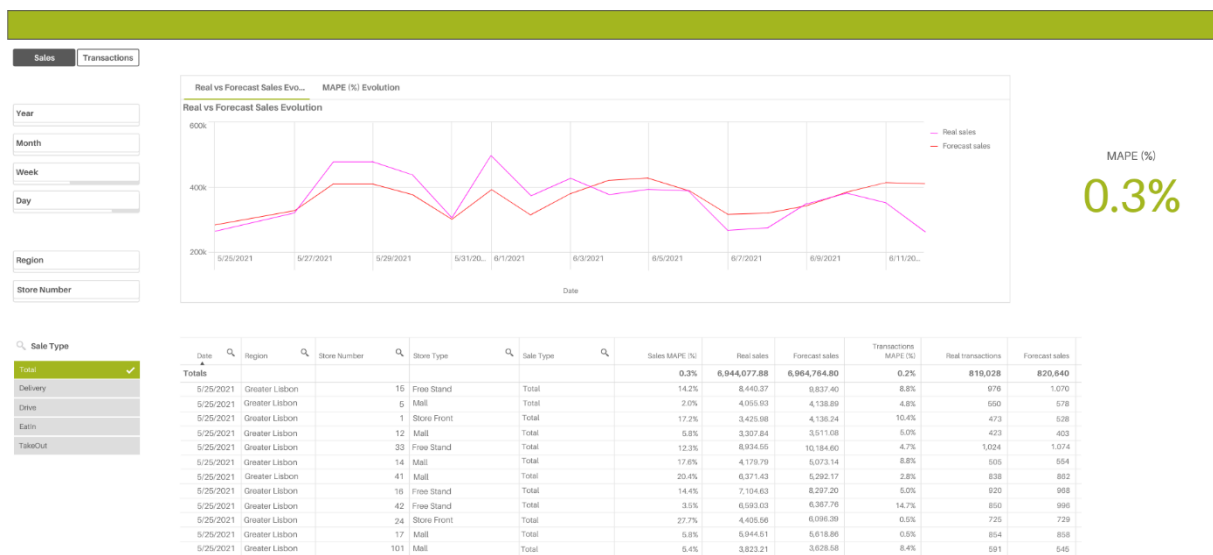 Sales Transactions
Year
Month
Week
Day
Region
Store Number
Sale Type
Total
Delivery
Drive
EatIn
TakeOut
Real vs Forecast Sales Evo... MAPE (%) Evolution
Real vs Forecast Sales Evolution
600k
400k
200k
5/25/2021 5/27/2021 5/29/2021 5/31/20... 6/1/2021 6/3/2021 6/5/2021 6/7/2021 6/9/2021 6/11/20...
Date
Real sales
Forecast sales
MAPE (%)
0.3%
Date Region Store Number Store Type Sale Type Sales MAPE (%) Real sales Forecast sales Transactions MAPE (%) Real transactions Forecast sales
Totals 0.3% 6,944,077.88 6,964,764.80 0.2% 819,028 820,640
5/25/2021 Greater Lisbon 16 Free Stand Total 14.2% 8,440.37 9,837.40 8.8% 976 1.070
5/25/2021 Greater Lisbon 5 Mall Total 2.0% 4,055.93 4,138.89 4.8% 550 578
5/25/2021 Greater Lisbon 1 Store Front Total 17.2% 3,425.98 4,136.24 10.4% 473 528
5/25/2021 Greater Lisbon 12 Mall Total 5.8% 3,307.84 3,511.08 5.0% 423 403
5/25/2021 Greater Lisbon 33 Free Stand Total 12.3% 8,934.55 10,184.60 4.7% 1,024 1.074
5/25/2021 Greater Lisbon 14 Mall Total 17.6% 4,179.79 5,073.14 8.8% 505 554
5/25/2021 Greater Lisbon 41 Mall Total 20.4% 6,371.43 5,292.17 2.8% 838 862
5/25/2021 Greater Lisbon 16 Free Stand Total 14.4% 7,104.63 8,297.20 5.0% 920 968
5/25/2021 Greater Lisbon 42 Free Stand Total 3.5% 6,593.03 6,367.76 14.7% 850 996
5/25/2021 Greater Lisbon 24 Store Front Total 27.7% 4,405.56 6,096.39 0.5% 725 729
5/25/2021 Greater Lisbon 17 Mall Total 5.8% 5,944.51 5,618.86 0.5% 854 858
5/25/2021 Greater Lisbon 101 Mall Total 5.4% 3,823.21 3,628.58 8.4% 591 545